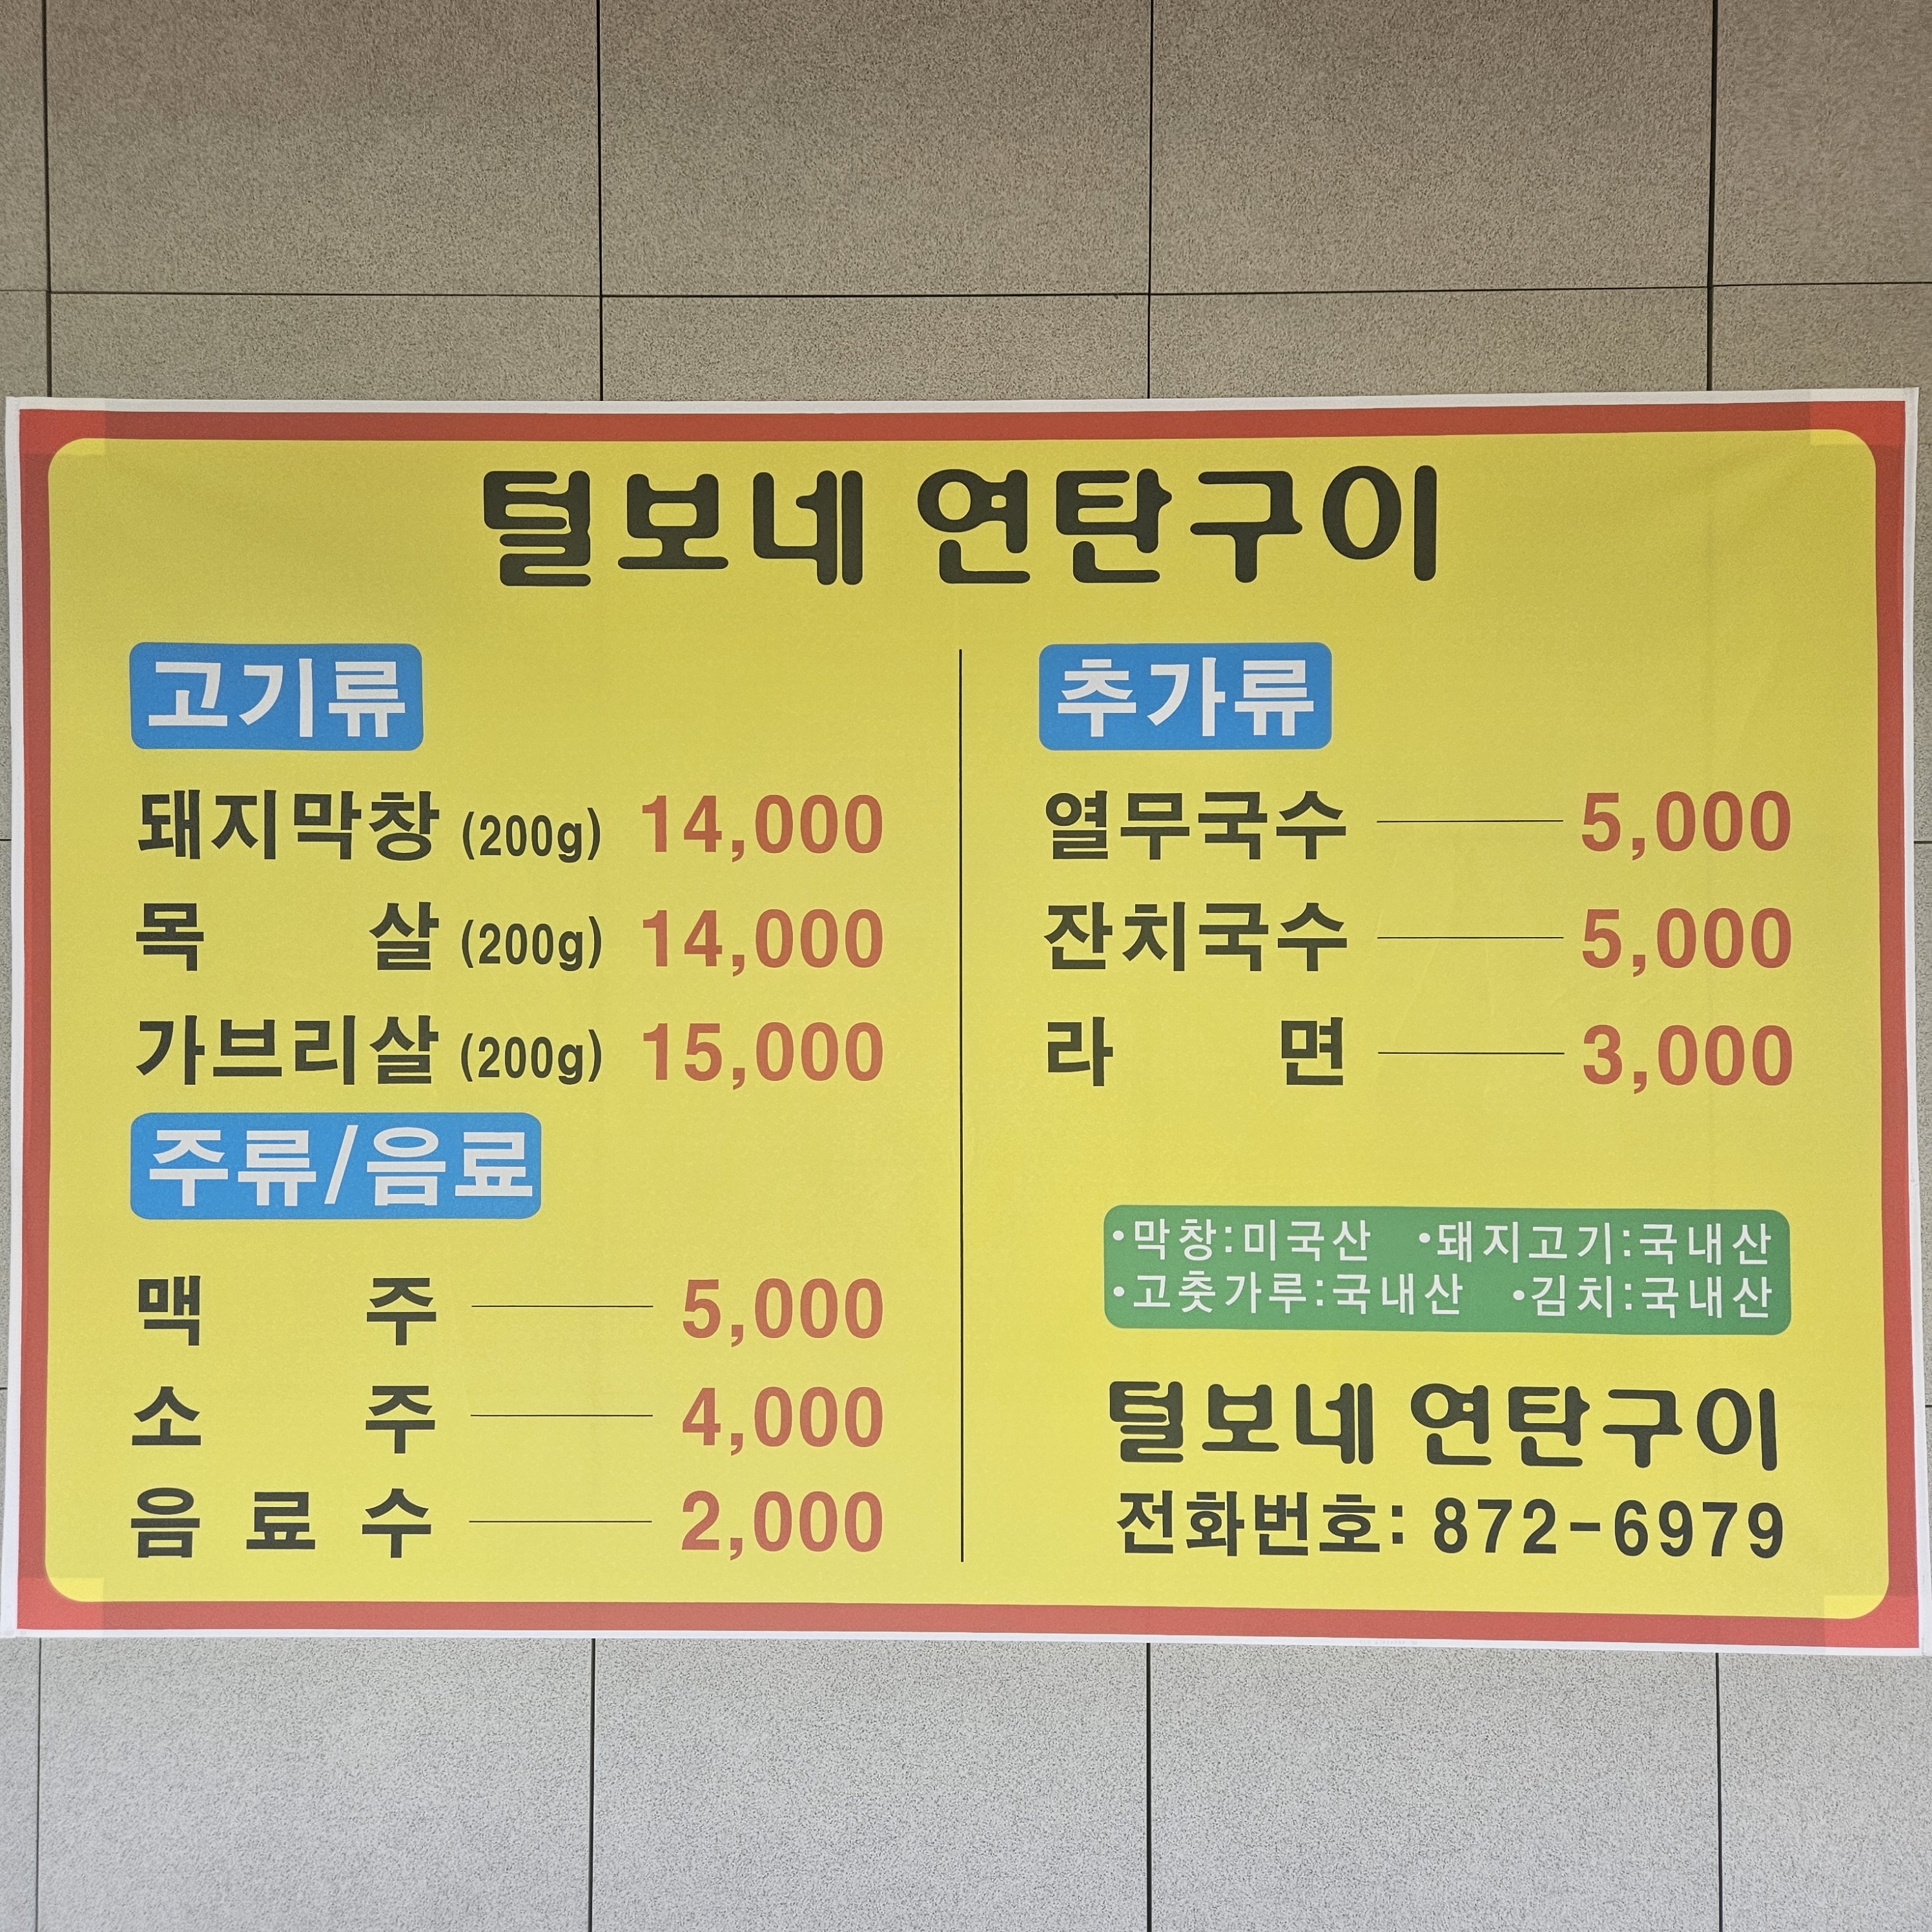 털보네 연탄구이
고기류
돼지막창 (200g) 14,000
목 살 (200g) 14,000
가브리살 (200g) 15,000
주류/음료
맥 주 5,000
소 주 4,000
음 료 수 2,000
추가류
열무국수 5,000
잔치국수 5,000
라 면 3,000
•막창:미국산 •돼지고기:국내산
•고춧가루:국내산 •김치:국내산
털보네 연탄구이
전화번호: 872-6979